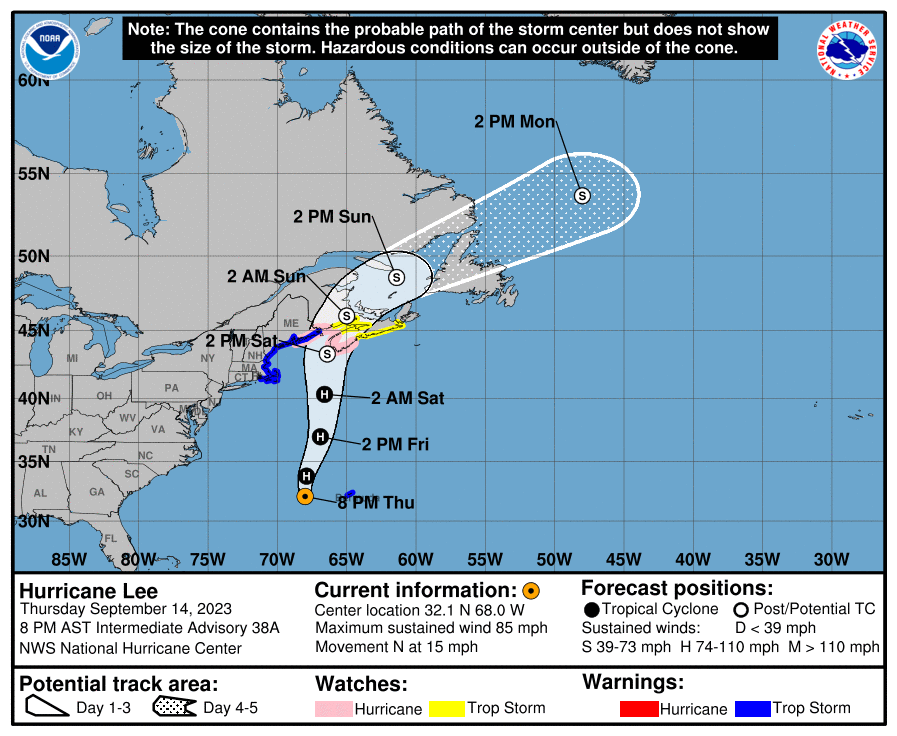 Note: The cone contains the probable path of the storm center but does not show
the size of the storm. Hazardous conditions can occur outside of the cone.
NOAA
NATIONAL WEATHER SERVICE
60N
2 PM Mon
55N
2 PM Sun
50N
2 AM Sun
ME
45N
2 PM Sat
MI
NY
NH
MA
CT
PA
IN
OH
40N
2 AM Sat
WV
KY
VA
2 PM Fri
35N
TN
NC
SC
AL
GA
8 PM Thu
30N
FL
85W 80W 75W 70W 65W 60W 55W 50W 45W 40W 35W 30W
Hurricane Lee
Thursday September 14, 2023
8 PM AST Intermediate Advisory 38A
NWS National Hurricane Center
Current information:
Center location 32.1 N 68.0 W
Maximum sustained wind 85 mph
Movement N at 15 mph
Forecast positions:
Tropical Cyclone Post/Potential TC
Sustained winds: D < 39 mph
S 39-73 mph H 74-110 mph M > 110 mph
Potential track area:
Day 1-3 Day 4-5
Watches:
Hurricane Trop Storm
Warnings:
Hurricane Trop Storm